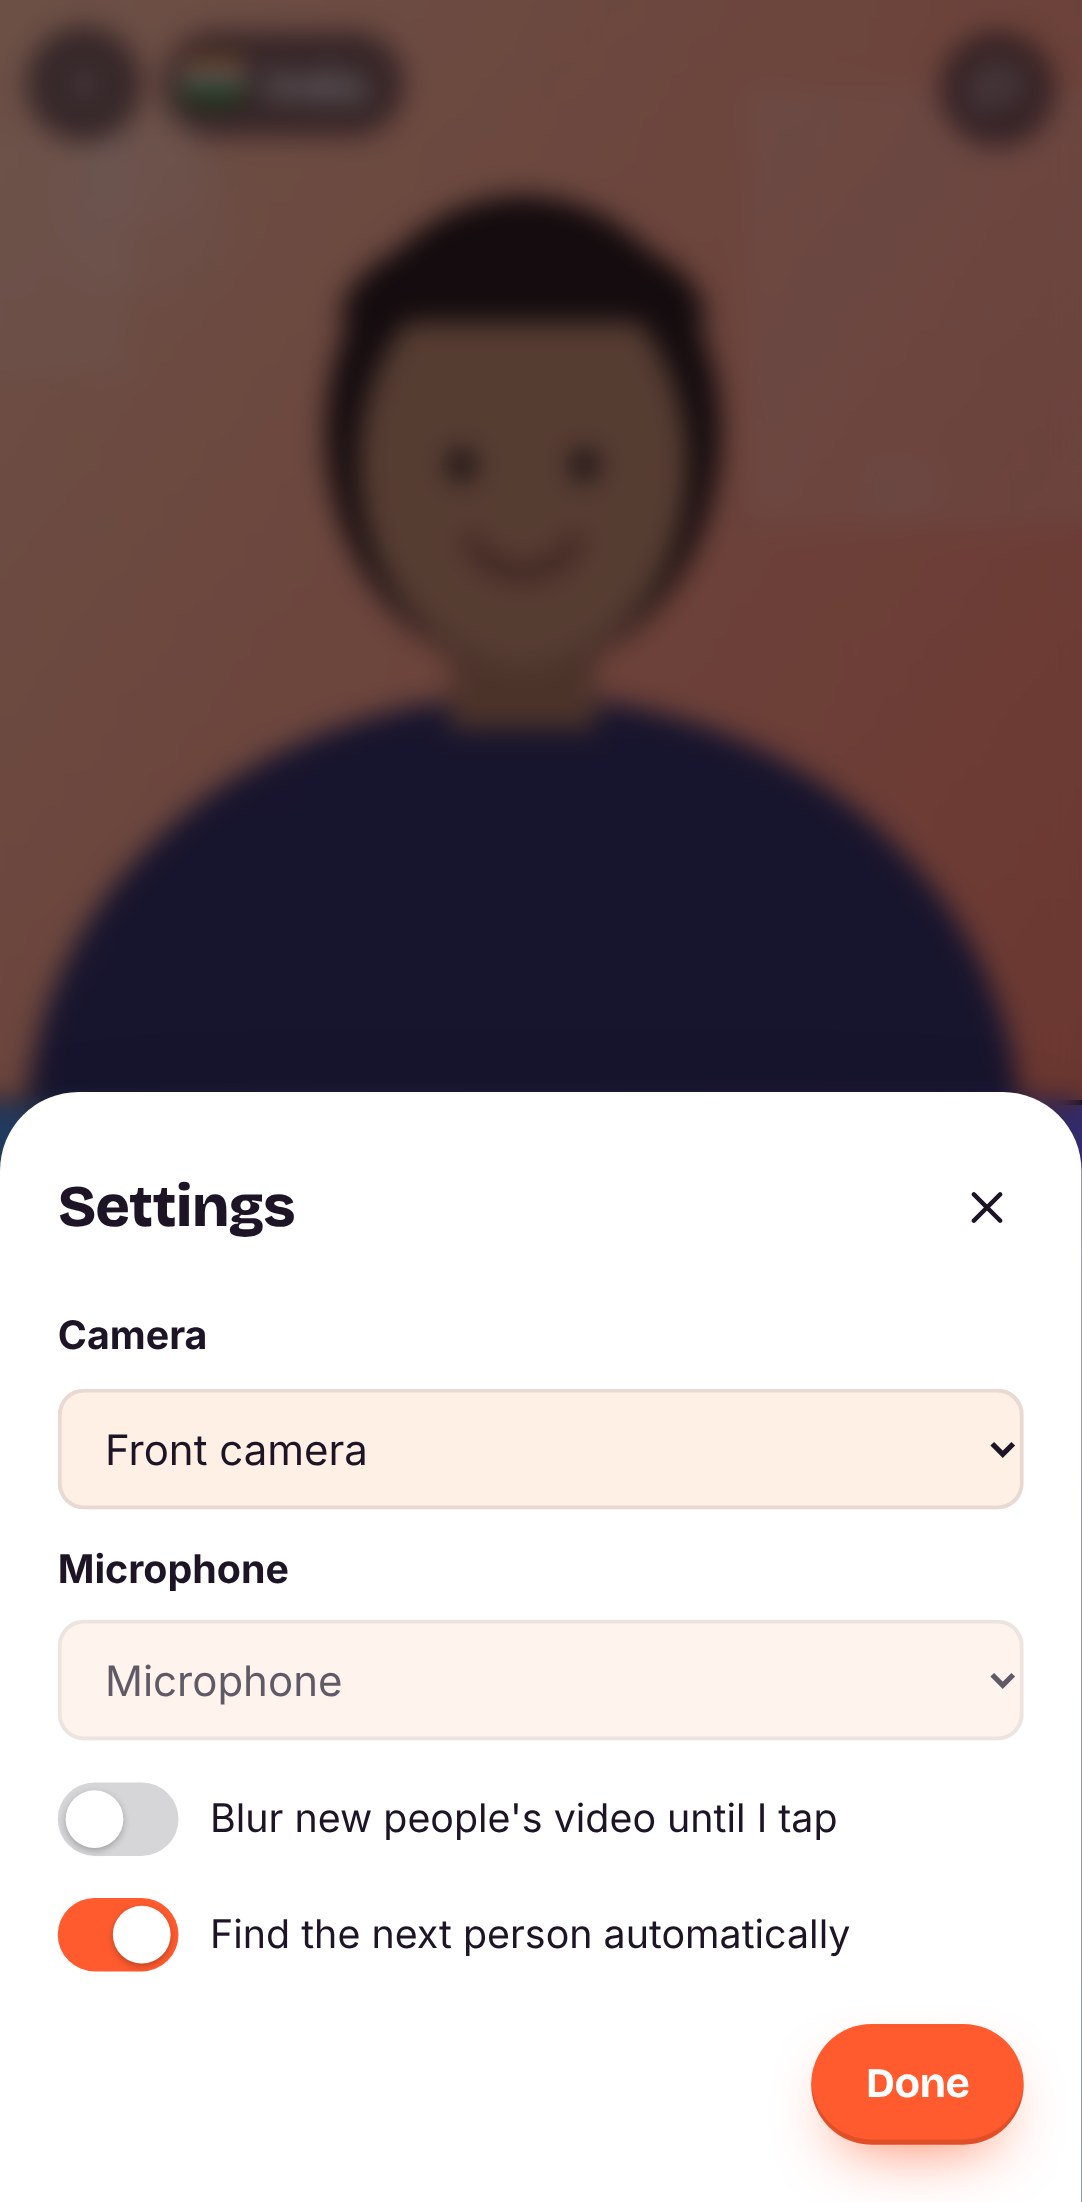 Settings
Camera
Front camera
Microphone
Microphone
Blur new people's video until I tap
Find the next person automatically
Done